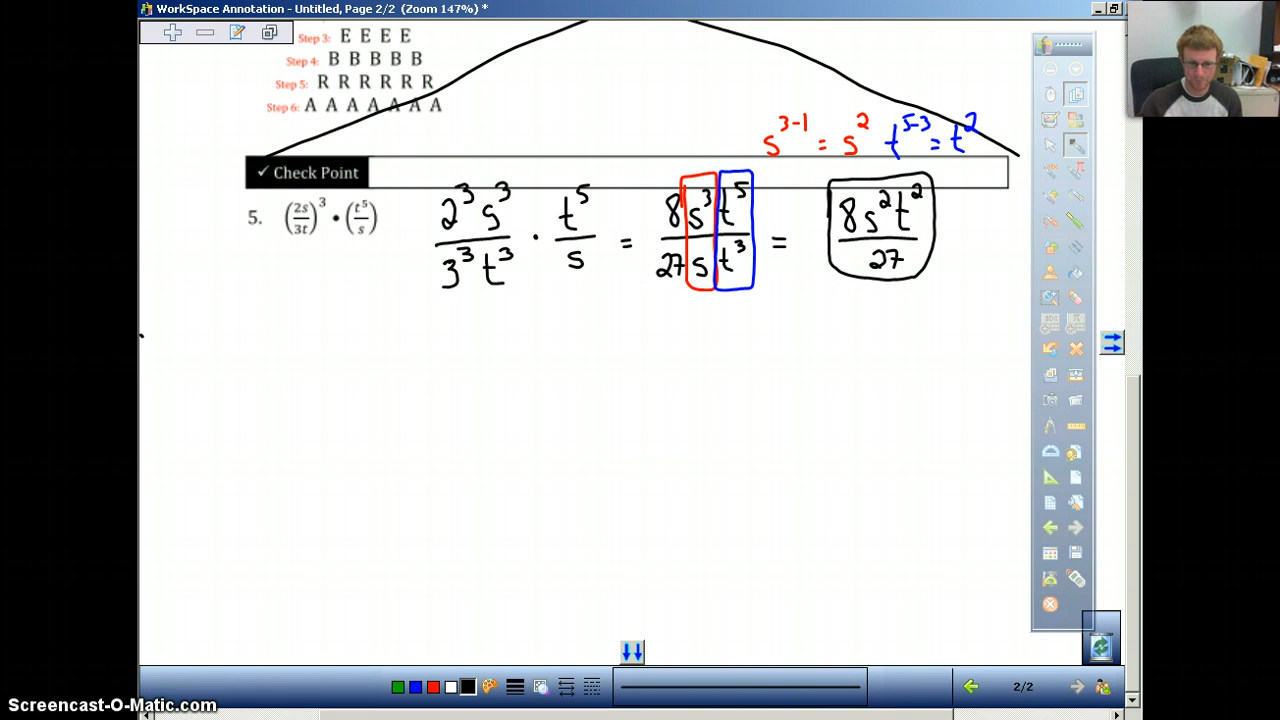 WorkSpace Annotation - Untitled, Page 2/2 (Zoom 147%) *
Step 3: E E E E
Step 4: B B B B B
Step 5: R R R R R R
Step 6: A A A A A A A
s^{3-1} = s^2 t^{5-3} = t^2
✓ Check Point
5. (2s/3t)^3 • (t^5/s) 2^3 s^3 / 3^3 t^3 · t^5 / s = 8 s^3 t^5 / 27 s t^3 = 8 s^2 t^2 / 27
2/2
Screencast-O-Matic.com